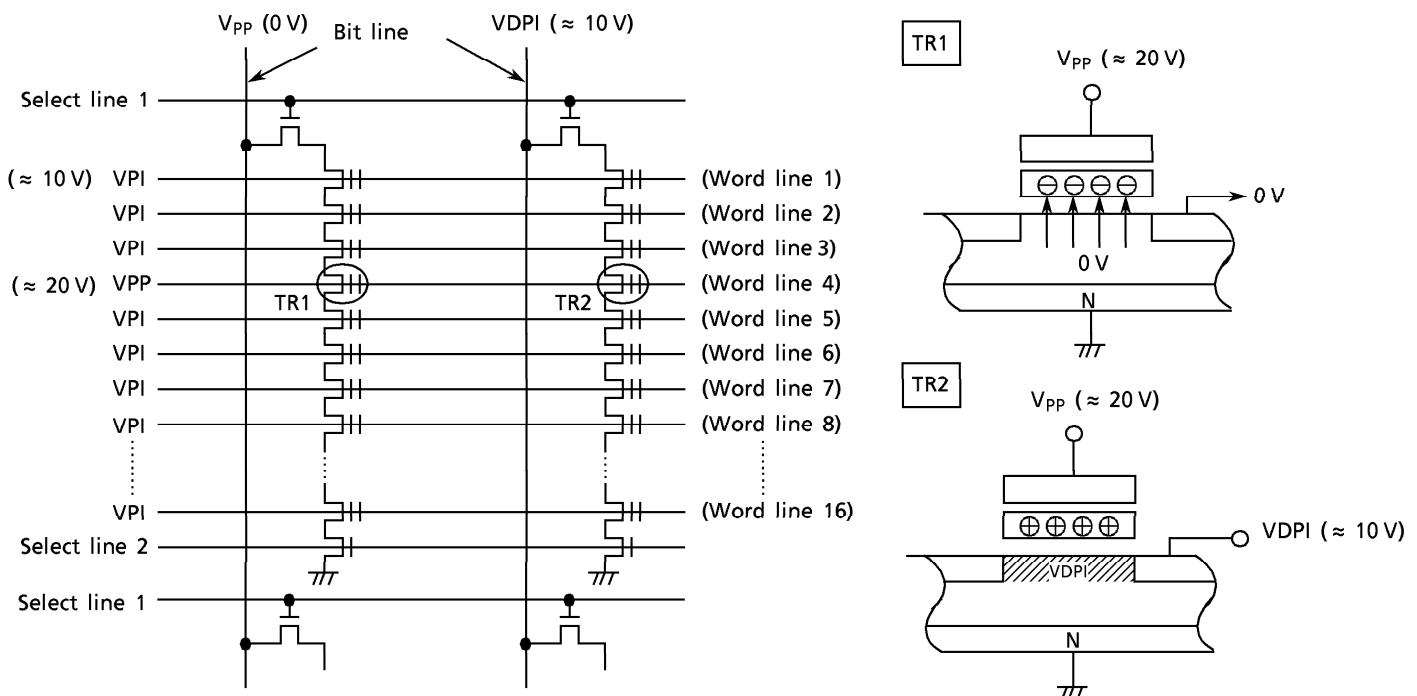 VPP (0 V) Bit line VDPI (≈ 10 V)
Select line 1
(≈ 10 V) VPI (Word line 1)
VPI (Word line 2)
VPI (Word line 3)
(≈ 20 V) VPP (Word line 4)
TR1 TR2
VPI (Word line 5)
VPI (Word line 6)
VPI (Word line 7)
VPI (Word line 8)
VPI (Word line 16)
Select line 2
Select line 1
TR1
VPP (≈ 20 V)
0 V
0 V
N
TR2
VPP (≈ 20 V)
VDPI (≈ 10 V)
VDPI
N